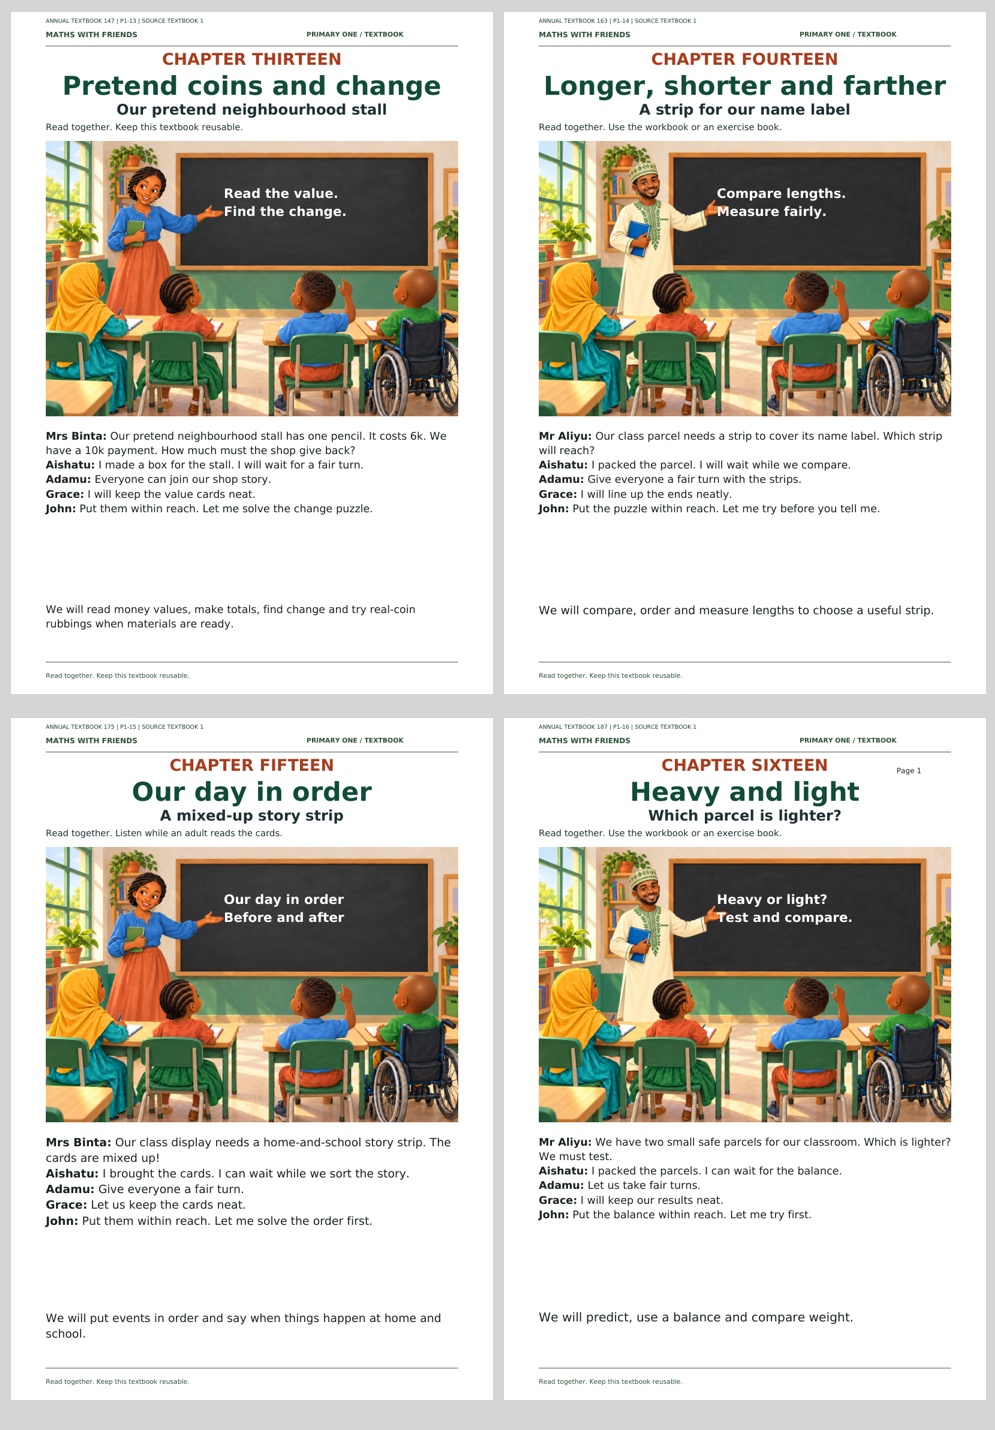 ANNUAL TEXTBOOK 147 | P1-13 | SOURCE TEXTBOOK 1
MATHS WITH FRIENDS
PRIMARY ONE / TEXTBOOK
CHAPTER THIRTEEN
Pretend coins and change
Our pretend neighbourhood stall
Read together. Keep this textbook reusable.
Read the value.
Find the change.
Mrs Binta: Our pretend neighbourhood stall has one pencil. It costs 6k. We
have a 10k payment. How much must the shop give back?
Aishatu: I made a box for the stall. I will wait for a fair turn.
Adamu: Everyone can join our shop story.
Grace: I will keep the value cards neat.
John: Put them within reach. Let me solve the change puzzle.
We will read money values, make totals, find change and try real-coin
rubbings when materials are ready.
Read together. Keep this textbook reusable.
ANNUAL TEXTBOOK 163 | P1-14 | SOURCE TEXTBOOK 1
MATHS WITH FRIENDS
PRIMARY ONE / TEXTBOOK
CHAPTER FOURTEEN
Longer, shorter and farther
A strip for our name label
Read together. Use the workbook or an exercise book.
Compare lengths.
Measure fairly.
Mr Aliyu: Our class parcel needs a strip to cover its name label. Which strip
will reach?
Aishatu: I packed the parcel. I will wait while we compare.
Adamu: Give everyone a fair turn with the strips.
Grace: I will line up the ends neatly.
John: Put the puzzle within reach. Let me try before you tell me.
We will compare, order and measure lengths to choose a useful strip.
Read together. Keep this textbook reusable.
ANNUAL TEXTBOOK 175 | P1-15 | SOURCE TEXTBOOK 1
MATHS WITH FRIENDS
PRIMARY ONE / TEXTBOOK
CHAPTER FIFTEEN
Our day in order
A mixed-up story strip
Read together. Listen while an adult reads the cards.
Our day in order
Before and after
Mrs Binta: Our class display needs a home-and-school story strip. The
cards are mixed up!
Aishatu: I brought the cards. I can wait while we sort the story.
Adamu: Give everyone a fair turn.
Grace: Let us keep the cards neat.
John: Put them within reach. Let me solve the order first.
We will put events in order and say when things happen at home and
school.
Read together. Keep this textbook reusable.
ANNUAL TEXTBOOK 187 | P1-16 | SOURCE TEXTBOOK 1
MATHS WITH FRIENDS
PRIMARY ONE / TEXTBOOK
CHAPTER SIXTEEN
Page 1
Heavy and light
Which parcel is lighter?
Read together. Use the workbook or an exercise book.
Heavy or light?
Test and compare.
Mr Aliyu: We have two small safe parcels for our classroom. Which is lighter?
We must test.
Aishatu: I packed the parcels. I can wait for the balance.
Adamu: Let us take fair turns.
Grace: I will keep our results neat.
John: Put the balance within reach. Let me try first.
We will predict, use a balance and compare weight.
Read together. Keep this textbook reusable.